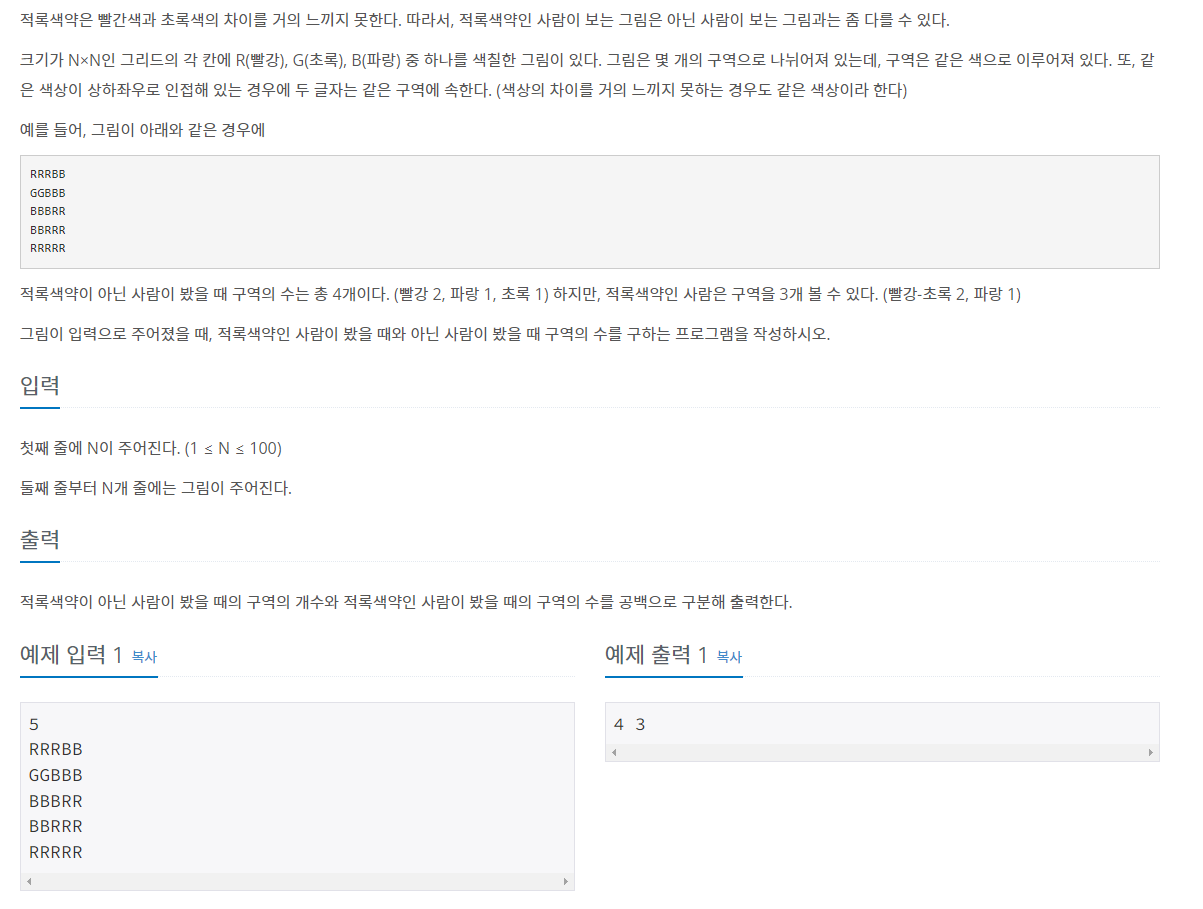 적록색약은 빨간색과 초록색의 차이를 거의 느끼지 못한다. 따라서, 적록색약인 사람이 보는 그림은 아닌 사람이 보는 그림과는 좀 다를 수 있다.
크기가 N×N인 그리드의 각 칸에 R(빨강), G(초록), B(파랑) 중 하나를 색칠한 그림이 있다. 그림은 몇 개의 구역으로 나뉘어져 있는데, 구역은 같은 색으로 이루어져 있다. 또, 같
은 색상이 상하좌우로 인접해 있는 경우에 두 글자는 같은 구역에 속한다. (색상의 차이를 거의 느끼지 못하는 경우도 같은 색상이라 한다)
예를 들어, 그림이 아래와 같은 경우에
RRRBB
GGBBB
BBBRR
BBRRR
RRRRR
적록색약이 아닌 사람이 봤을 때 구역의 수는 총 4개이다. (빨강 2, 파랑 1, 초록 1) 하지만, 적록색약인 사람은 구역을 3개 볼 수 있다. (빨강-초록 2, 파랑 1)
그림이 입력으로 주어졌을 때, 적록색약인 사람이 봤을 때와 아닌 사람이 봤을 때 구역의 수를 구하는 프로그램을 작성하시오.
입력
첫째 줄에 N이 주어진다. (1 ≤ N ≤ 100)
둘째 줄부터 N개 줄에는 그림이 주어진다.
출력
적록색약이 아닌 사람이 봤을 때의 구역의 개수와 적록색약인 사람이 봤을 때의 구역의 수를 공백으로 구분해 출력한다.
예제 입력 1 복사
5
RRRBB
GGBBB
BBBRR
BBRRR
RRRRR
예제 출력 1 복사
4 3